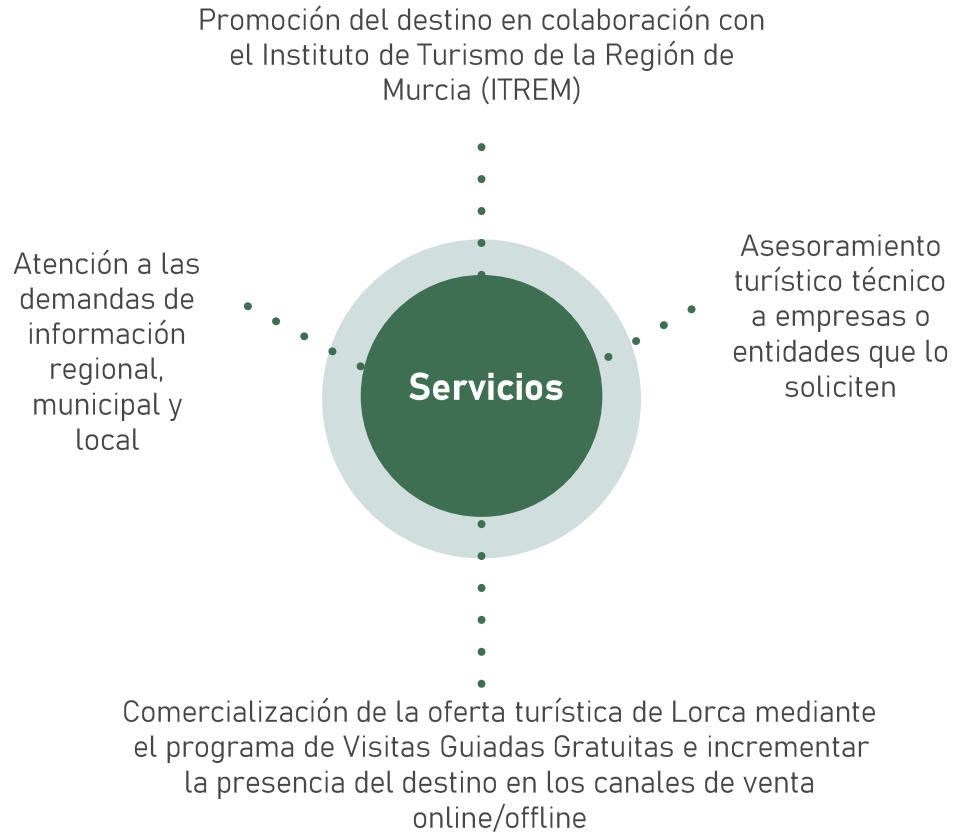 Promoción del destino en colaboración con
el Instituto de Turismo de la Región de
Murcia (ITREM)
Atención a las
demandas de
información
regional,
municipal y
local
Servicios
Asesoramiento
turístico técnico
a empresas o
entidades que lo
soliciten
Comercialización de la oferta turística de Lorca mediante
el programa de Visitas Guiadas Gratuitas e incrementar
la presencia del destino en los canales de venta
online/offline